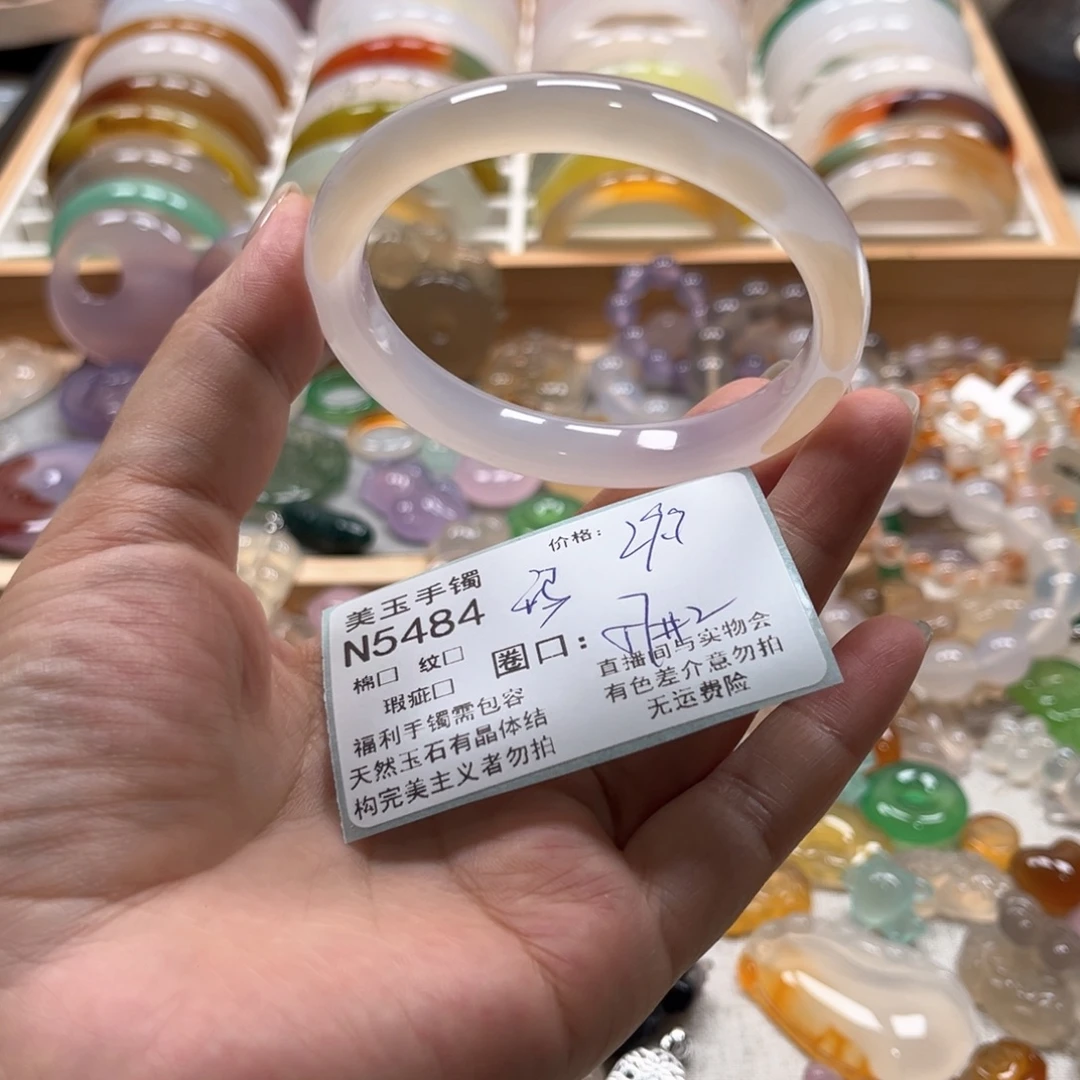 价格：
美玉手镯
N5484
棉□ 纹□ 圈口：
瑕疵□
福利手镯需包容
天然玉石有晶体结
构完美主义者勿拍
直播间与实物会
有色差介意勿拍
无运费险